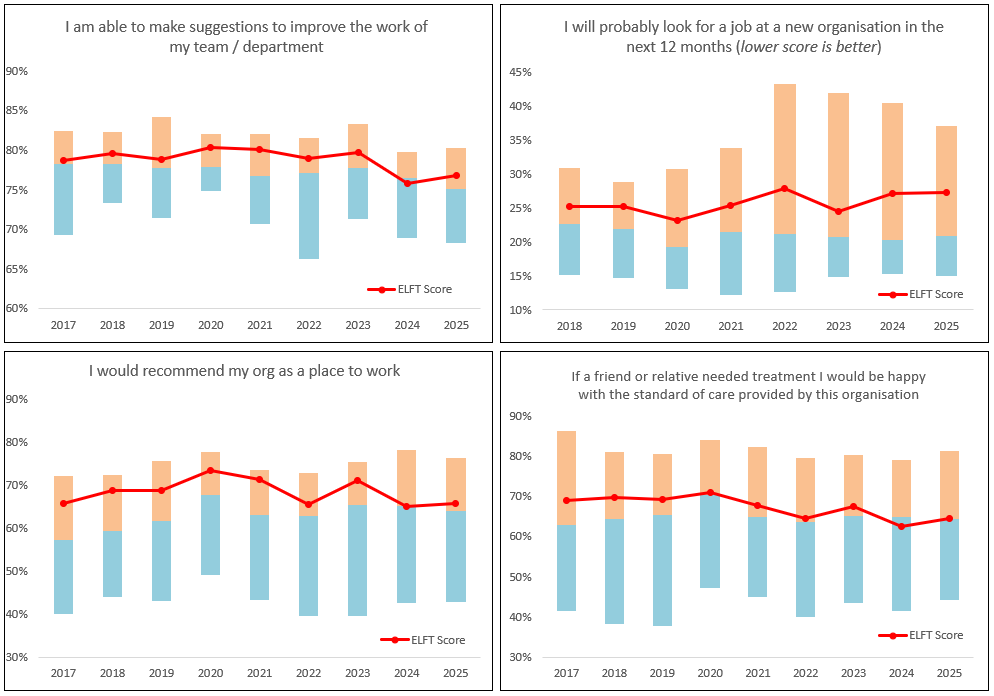 I am able to make suggestions to improve the work of
my team / department
90%
85%
80%
75%
70%
65%
60%
ELFT Score
2017 2018 2019 2020 2021 2022 2023 2024 2025
I will probably look for a job at a new organisation in the
next 12 months (lower score is better)
45%
40%
35%
30%
25%
20%
15%
10%
ELFT Score
2018 2019 2020 2021 2022 2023 2024 2025
I would recommend my org as a place to work
90%
80%
70%
60%
50%
40%
30%
ELFT Score
2017 2018 2019 2020 2021 2022 2023 2024 2025
If a friend or relative needed treatment I would be happy
with the standard of care provided by this organisation
90%
80%
70%
60%
50%
40%
30%
ELFT Score
2017 2018 2019 2020 2021 2022 2023 2024 2025